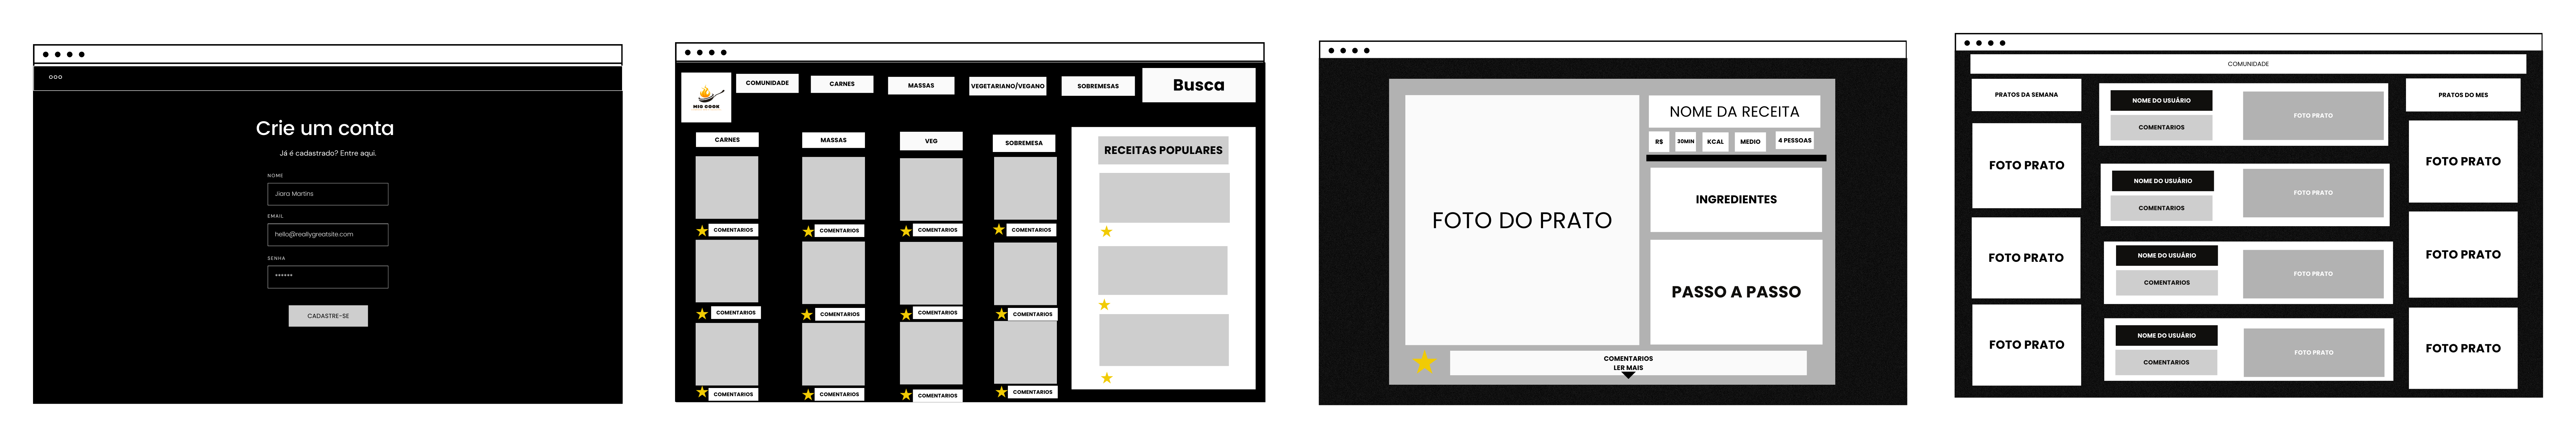 Crie um conta
Já é cadastrado? Entre aqui.
NOME
Jiara Martins
EMAIL
hello@reallygreatsite.com
SENHA
******
CADASTRE-SE
MIG COOK
COMUNIDADE
CARNES
MASSAS
VEGETARIANO/VEGANO
SOBREMESAS
Busca
CARNES
MASSAS
VEG
SOBREMESA
RECEITAS POPULARES
COMENTARIOS
COMENTARIOS
COMENTARIOS
COMENTARIOS
COMENTARIOS
COMENTARIOS
COMENTARIOS
COMENTARIOS
COMENTARIOS
COMENTARIOS
COMENTARIOS
COMENTARIOS
FOTO DO PRATO
NOME DA RECEITA
R$
30MIN
KCAL
MEDIO
4 PESSOAS
INGREDIENTES
PASSO A PASSO
COMENTARIOS
LER MAIS
COMUNIDADE
PRATOS DA SEMANA
FOTO PRATO
FOTO PRATO
FOTO PRATO
NOME DO USUÁRIO
COMENTARIOS
FOTO PRATO
NOME DO USUÁRIO
COMENTARIOS
FOTO PRATO
NOME DO USUÁRIO
COMENTARIOS
FOTO PRATO
NOME DO USUÁRIO
COMENTARIOS
FOTO PRATO
PRATOS DO MES
FOTO PRATO
FOTO PRATO
FOTO PRATO